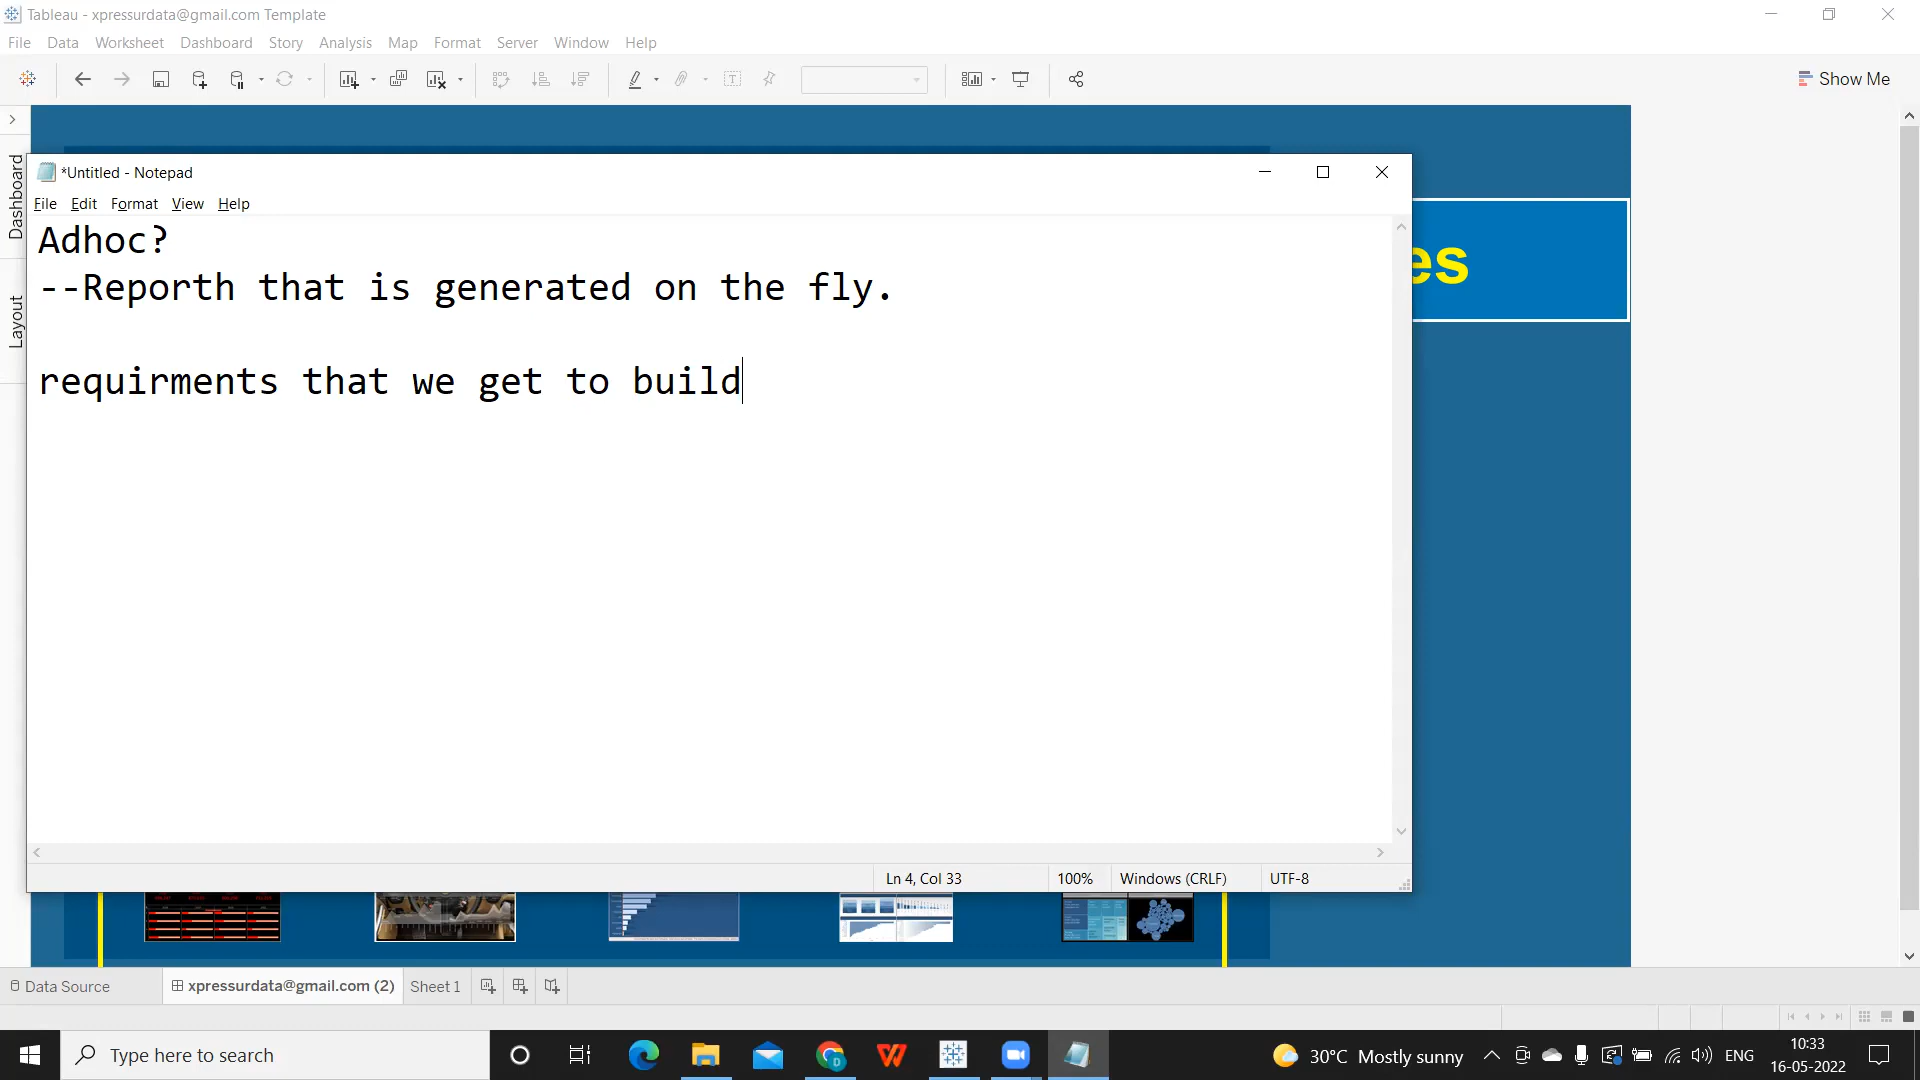 Tableau - xpressurdata@gmail.com Template
File Data Worksheet Dashboard Story Analysis Map Format Server Window Help
Show Me
Dashboard
Layout
*Untitled - Notepad
File Edit Format View Help
Adhoc?
--Reporth that is generated on the fly.
requirments that we get to build
es
Ln 4, Col 33
100%
Windows (CRLF)
UTF-8
Data Source
xpressurdata@gmail.com (2)
Sheet 1
Type here to search
30°C Mostly sunny
ENG
10:33
16-05-2022